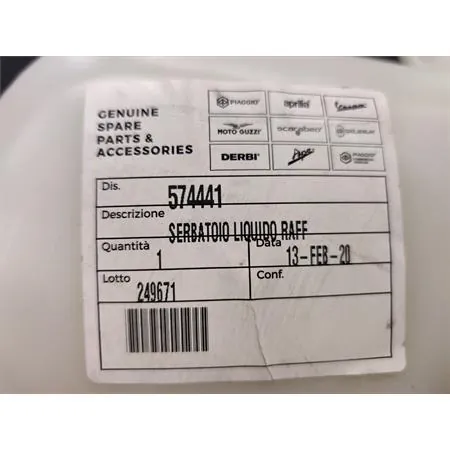 GENUINE
SPARE
PARTS &
ACCESSORIES
PIAGGIO aprilia Vespa
MOTO GUZZI scarabeo GILERA
DERBI Ape PIAGGIO
Dis. 574441
Descrizione SERBATOIO LIQUIDO RAFF
Quantità 1 Data 13-FEB-20
Lotto 249671 Conf.